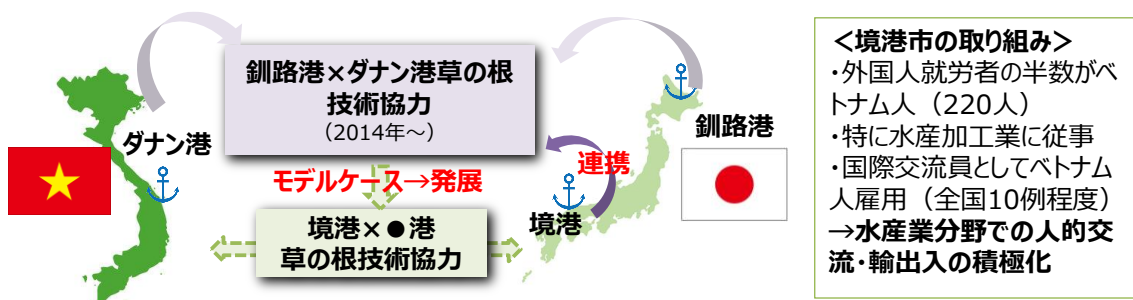 釧路港×ダナン港草の根
技術協力
（2014年～）
ダナン港
釧路港
連携
モデルケース→発展
境港
境港×●港
草の根技術協力
＜境港市の取り組み＞
・外国人就労者の半数がベ
トナム人（220人）
・特に水産加工業に従事
・国際交流員としてベトナム
人雇用（全国10例程度）
→水産業分野での人的交
流・輸出入の積極化